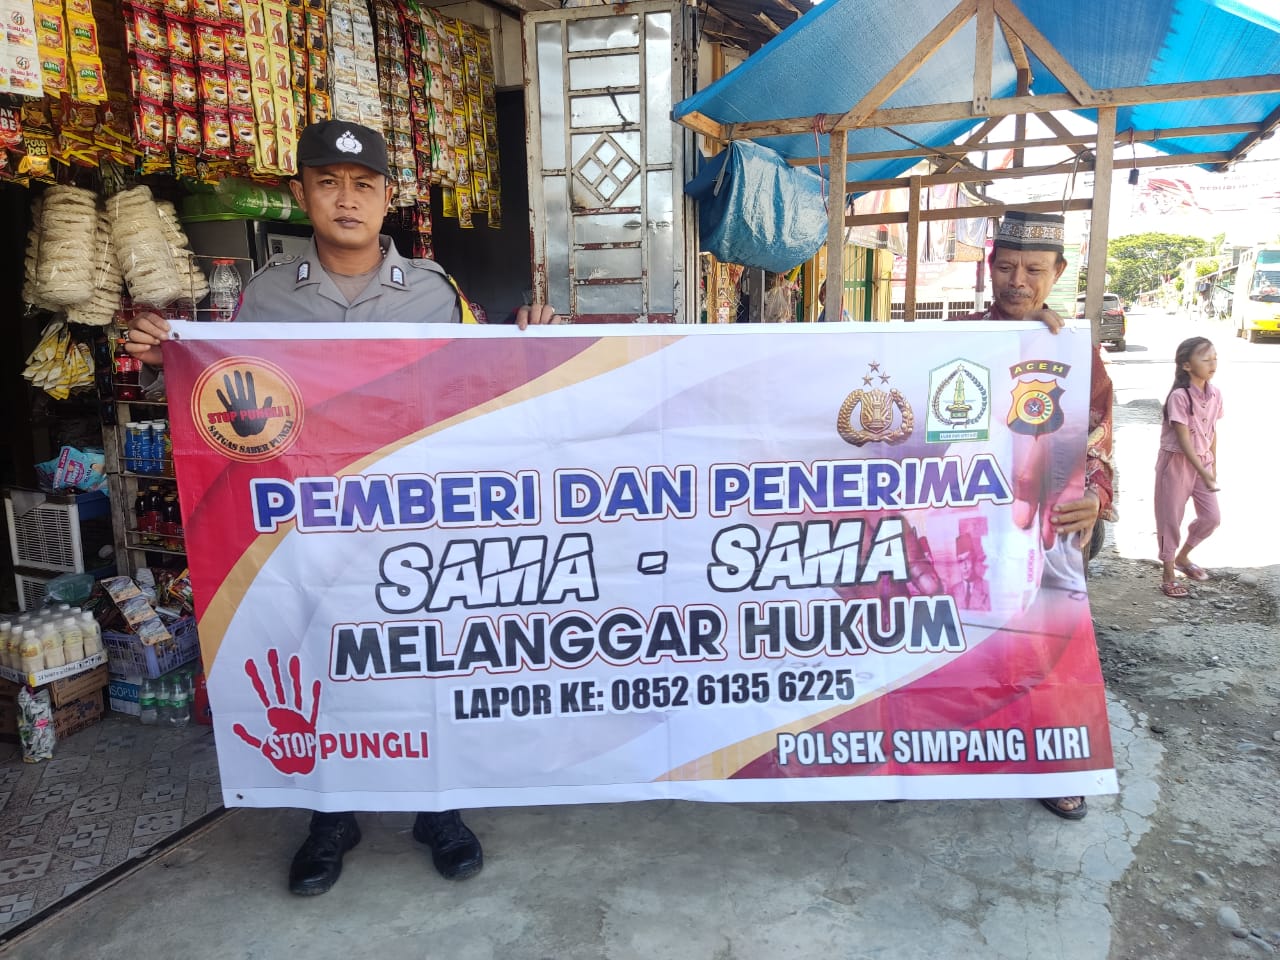 STOP PUNGLI !
SATGAS SABER PUNGLI
ACEH
PEMBERI DAN PENERIMA
SAMA - SAMA
MELANGGAR HUKUM
LAPOR KE: 0852 6135 6225
STOP PUNGLI
POLSEK SIMPANG KIRI